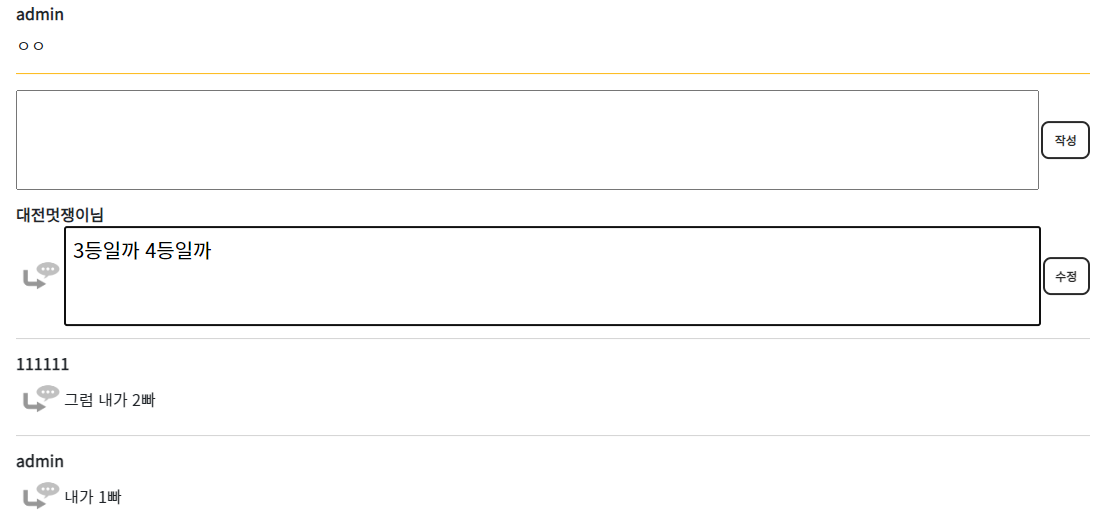 admin
ㅇㅇ
작성
대전멋쟁이님
3등일까 4등일까
수정
111111
그럼 내가 2빠
admin
내가 1빠